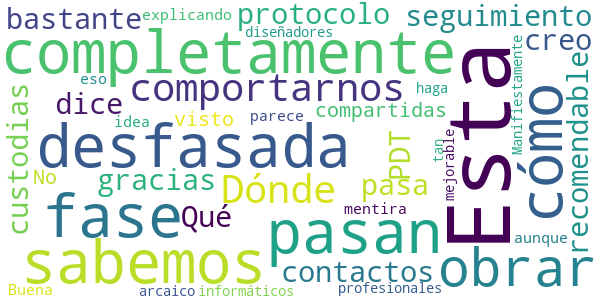 bastante explicando protocolo seguimiento
diseñadores
completamente creo
eso dice comportarnos haga
idea visto parece compartidas
custodias desfasada PDT tan mejorable Esta Manifiestamente cómo recomendable
No gracias Dónde pasa
fase Qué mentira
sabemos pasan aunque
contactos obrar
Buena arcaico informáticos profesionales